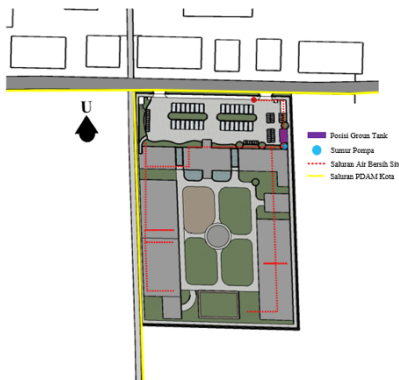 U
Posisi Groun Tank
Sumur Pompa
Saluran Air Bersih Site
Saluran PDAM Kota